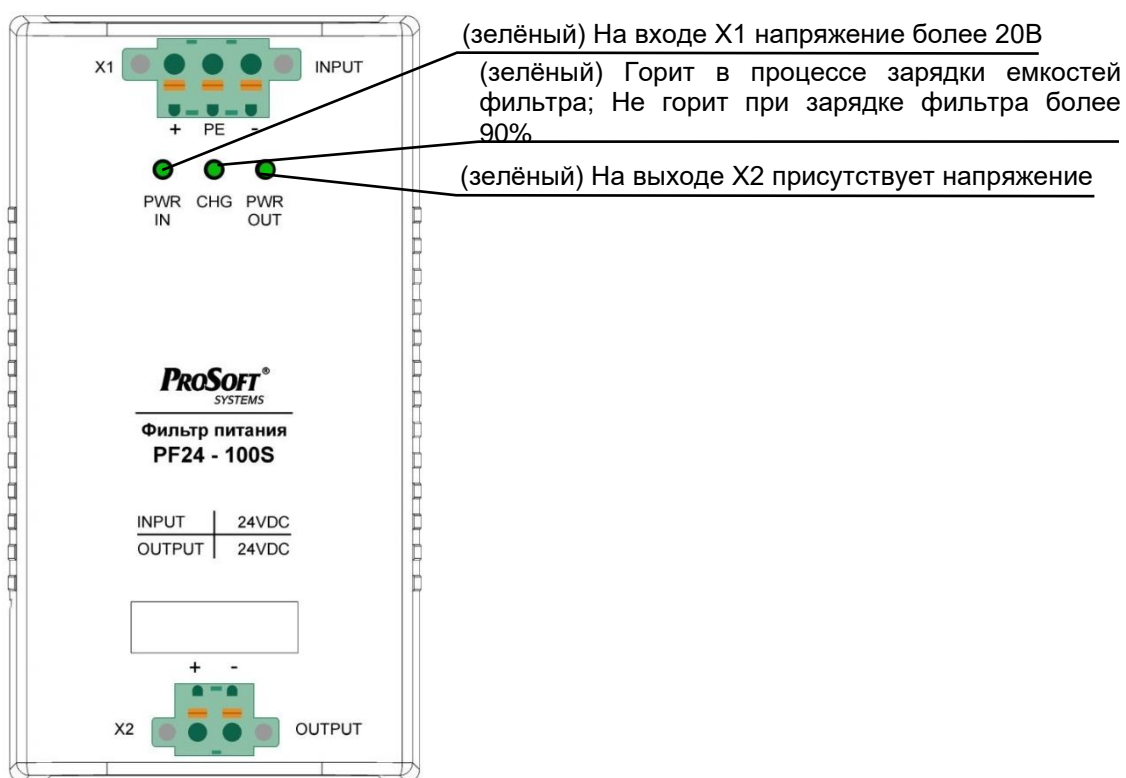 (зелёный) На входе X1 напряжение более 20В
(зелёный) Горит в процессе зарядки емкостей
фильтра; Не горит при зарядке фильтра более
90%
(зелёный) На выходе X2 присутствует напряжение
X1 INPUT
+ PE -
PWR IN CHG PWR OUT
PROSOFT®
SYSTEMS
Фильтр питания
PF24 - 100S
INPUT 24VDC
OUTPUT 24VDC
+ -
X2 OUTPUT